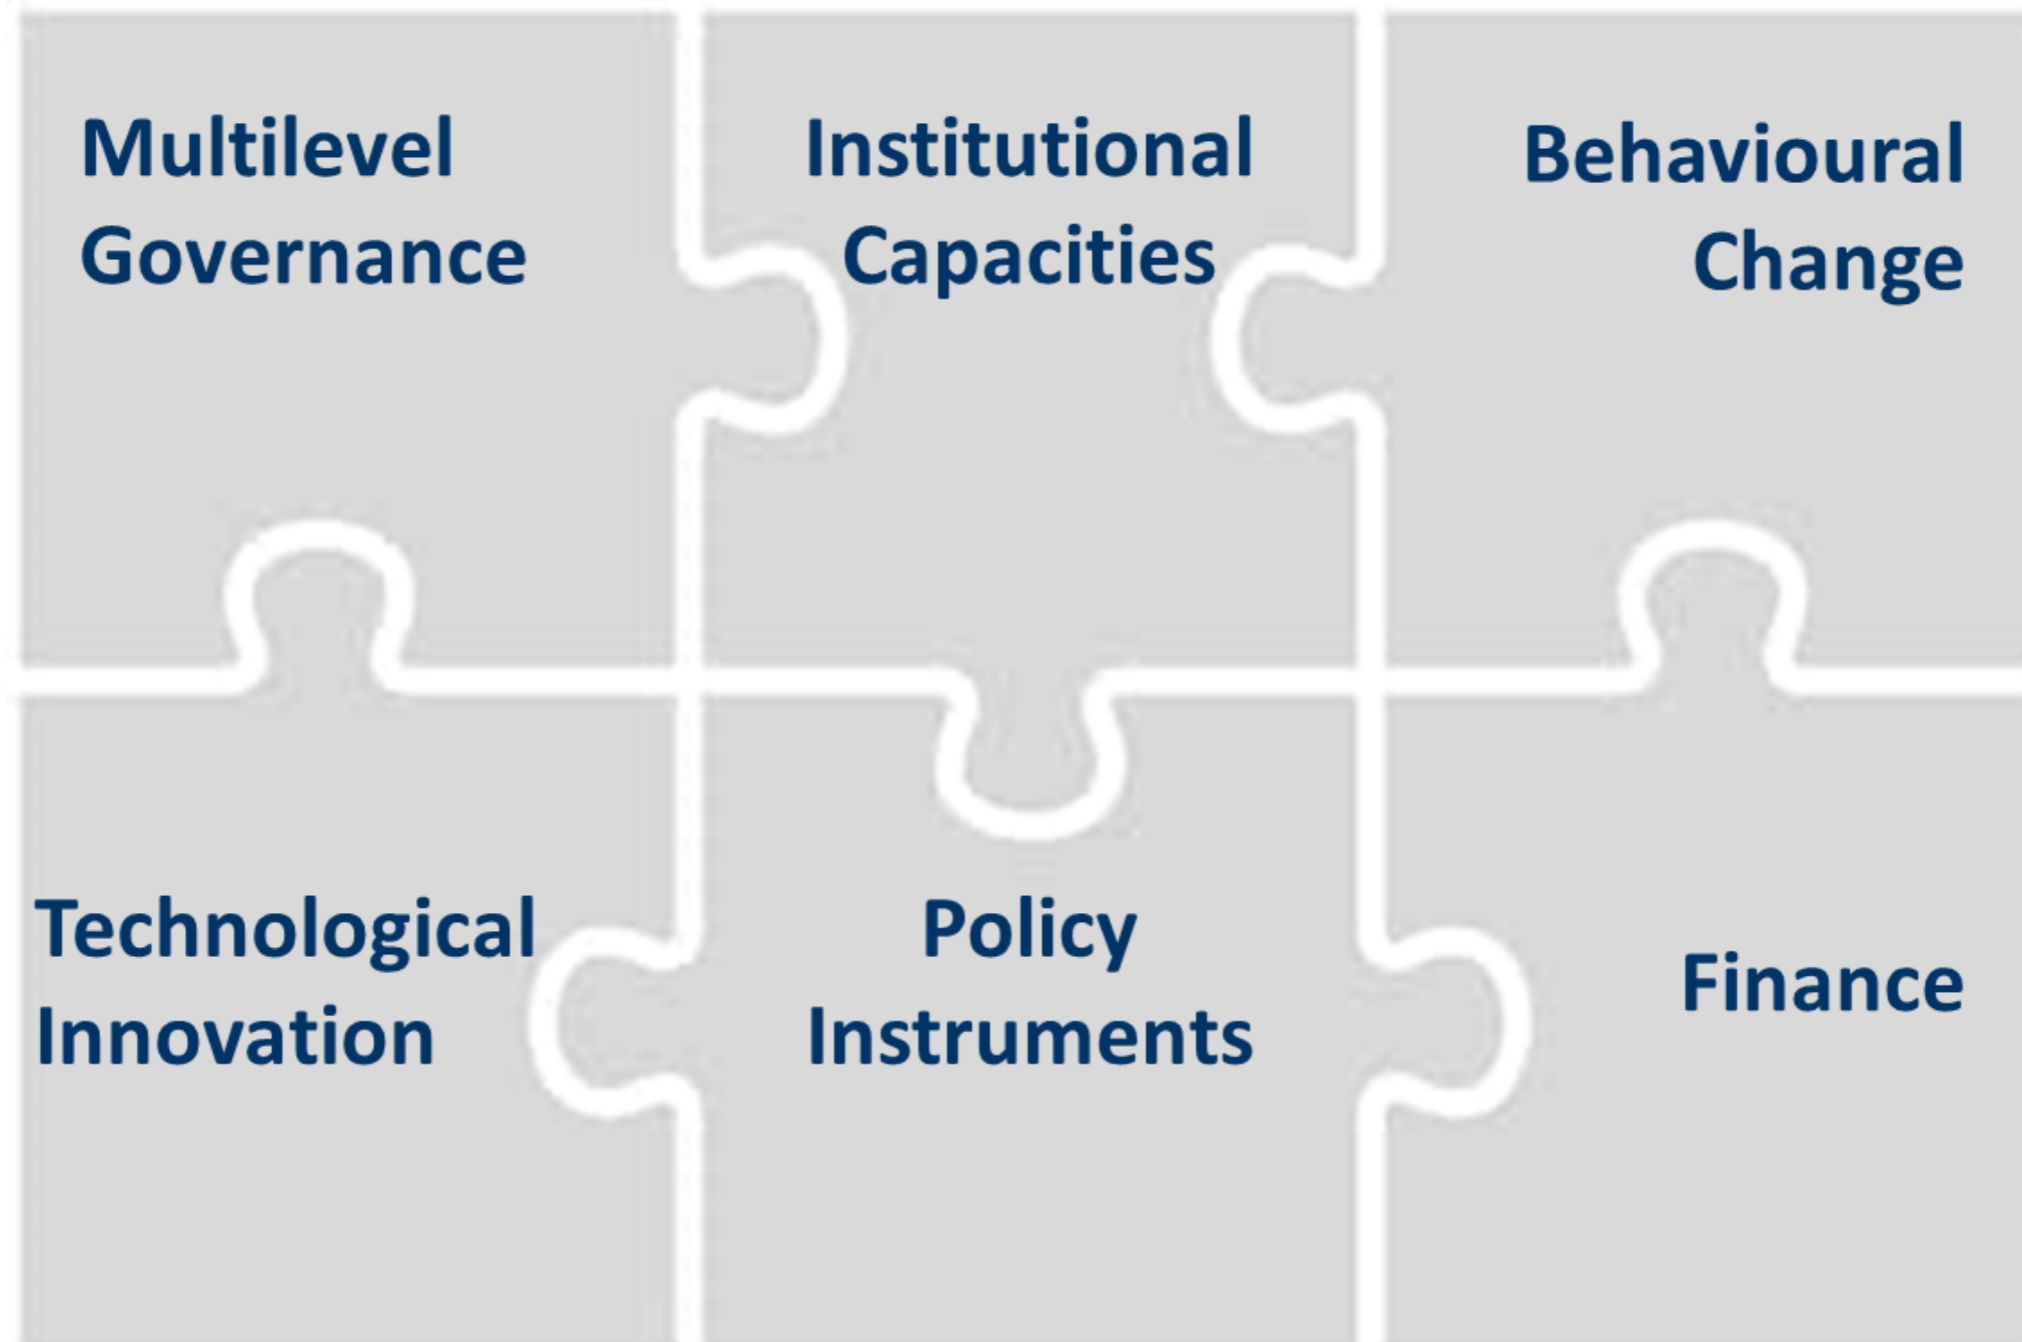 Multilevel
Governance
Institutional
Capacities
Behavioural
Change
Technological
Innovation
Policy
Instruments
Finance